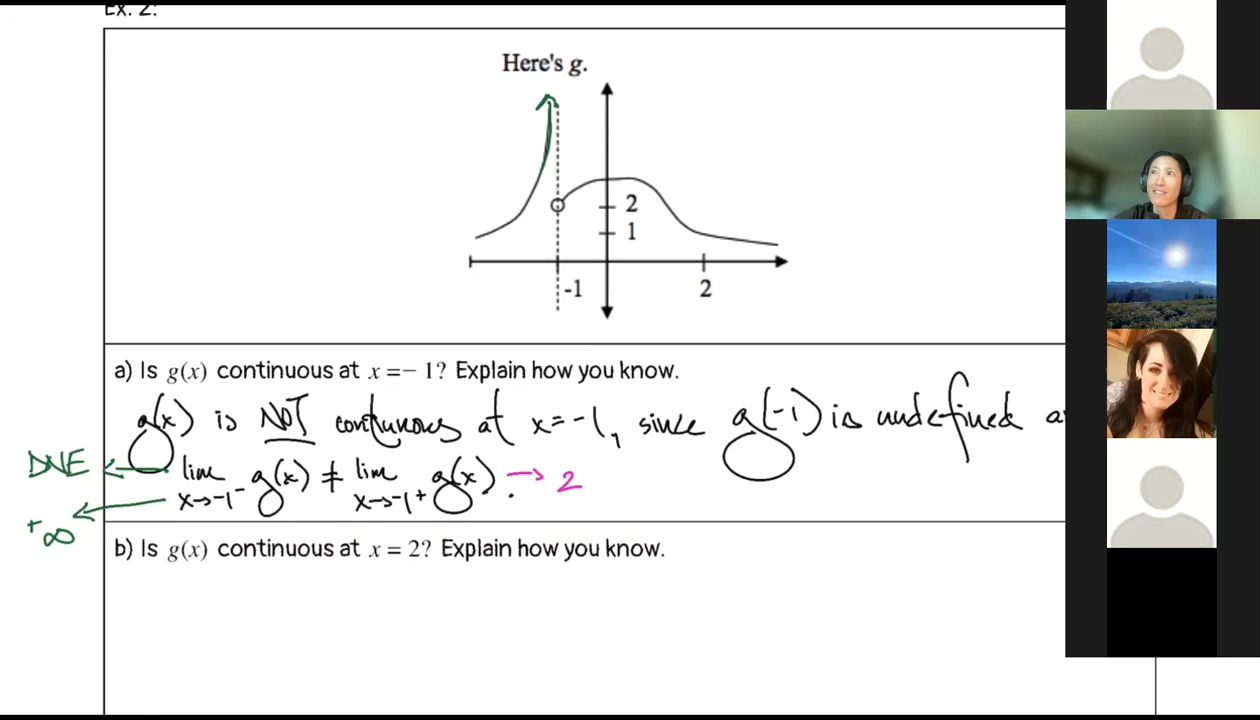 Ex. 2:
Here's g.
2
1
-1
2
a) Is g(x) continuous at x =− 1? Explain how you know.
g(x) is NOT continuous at x=-1, since g(-1) is undefined a
DNE ← lim x→-1⁻ g(x) ≠ lim x→-1⁺ g(x). → 2
+∞
b) Is g(x) continuous at x = 2? Explain how you know.